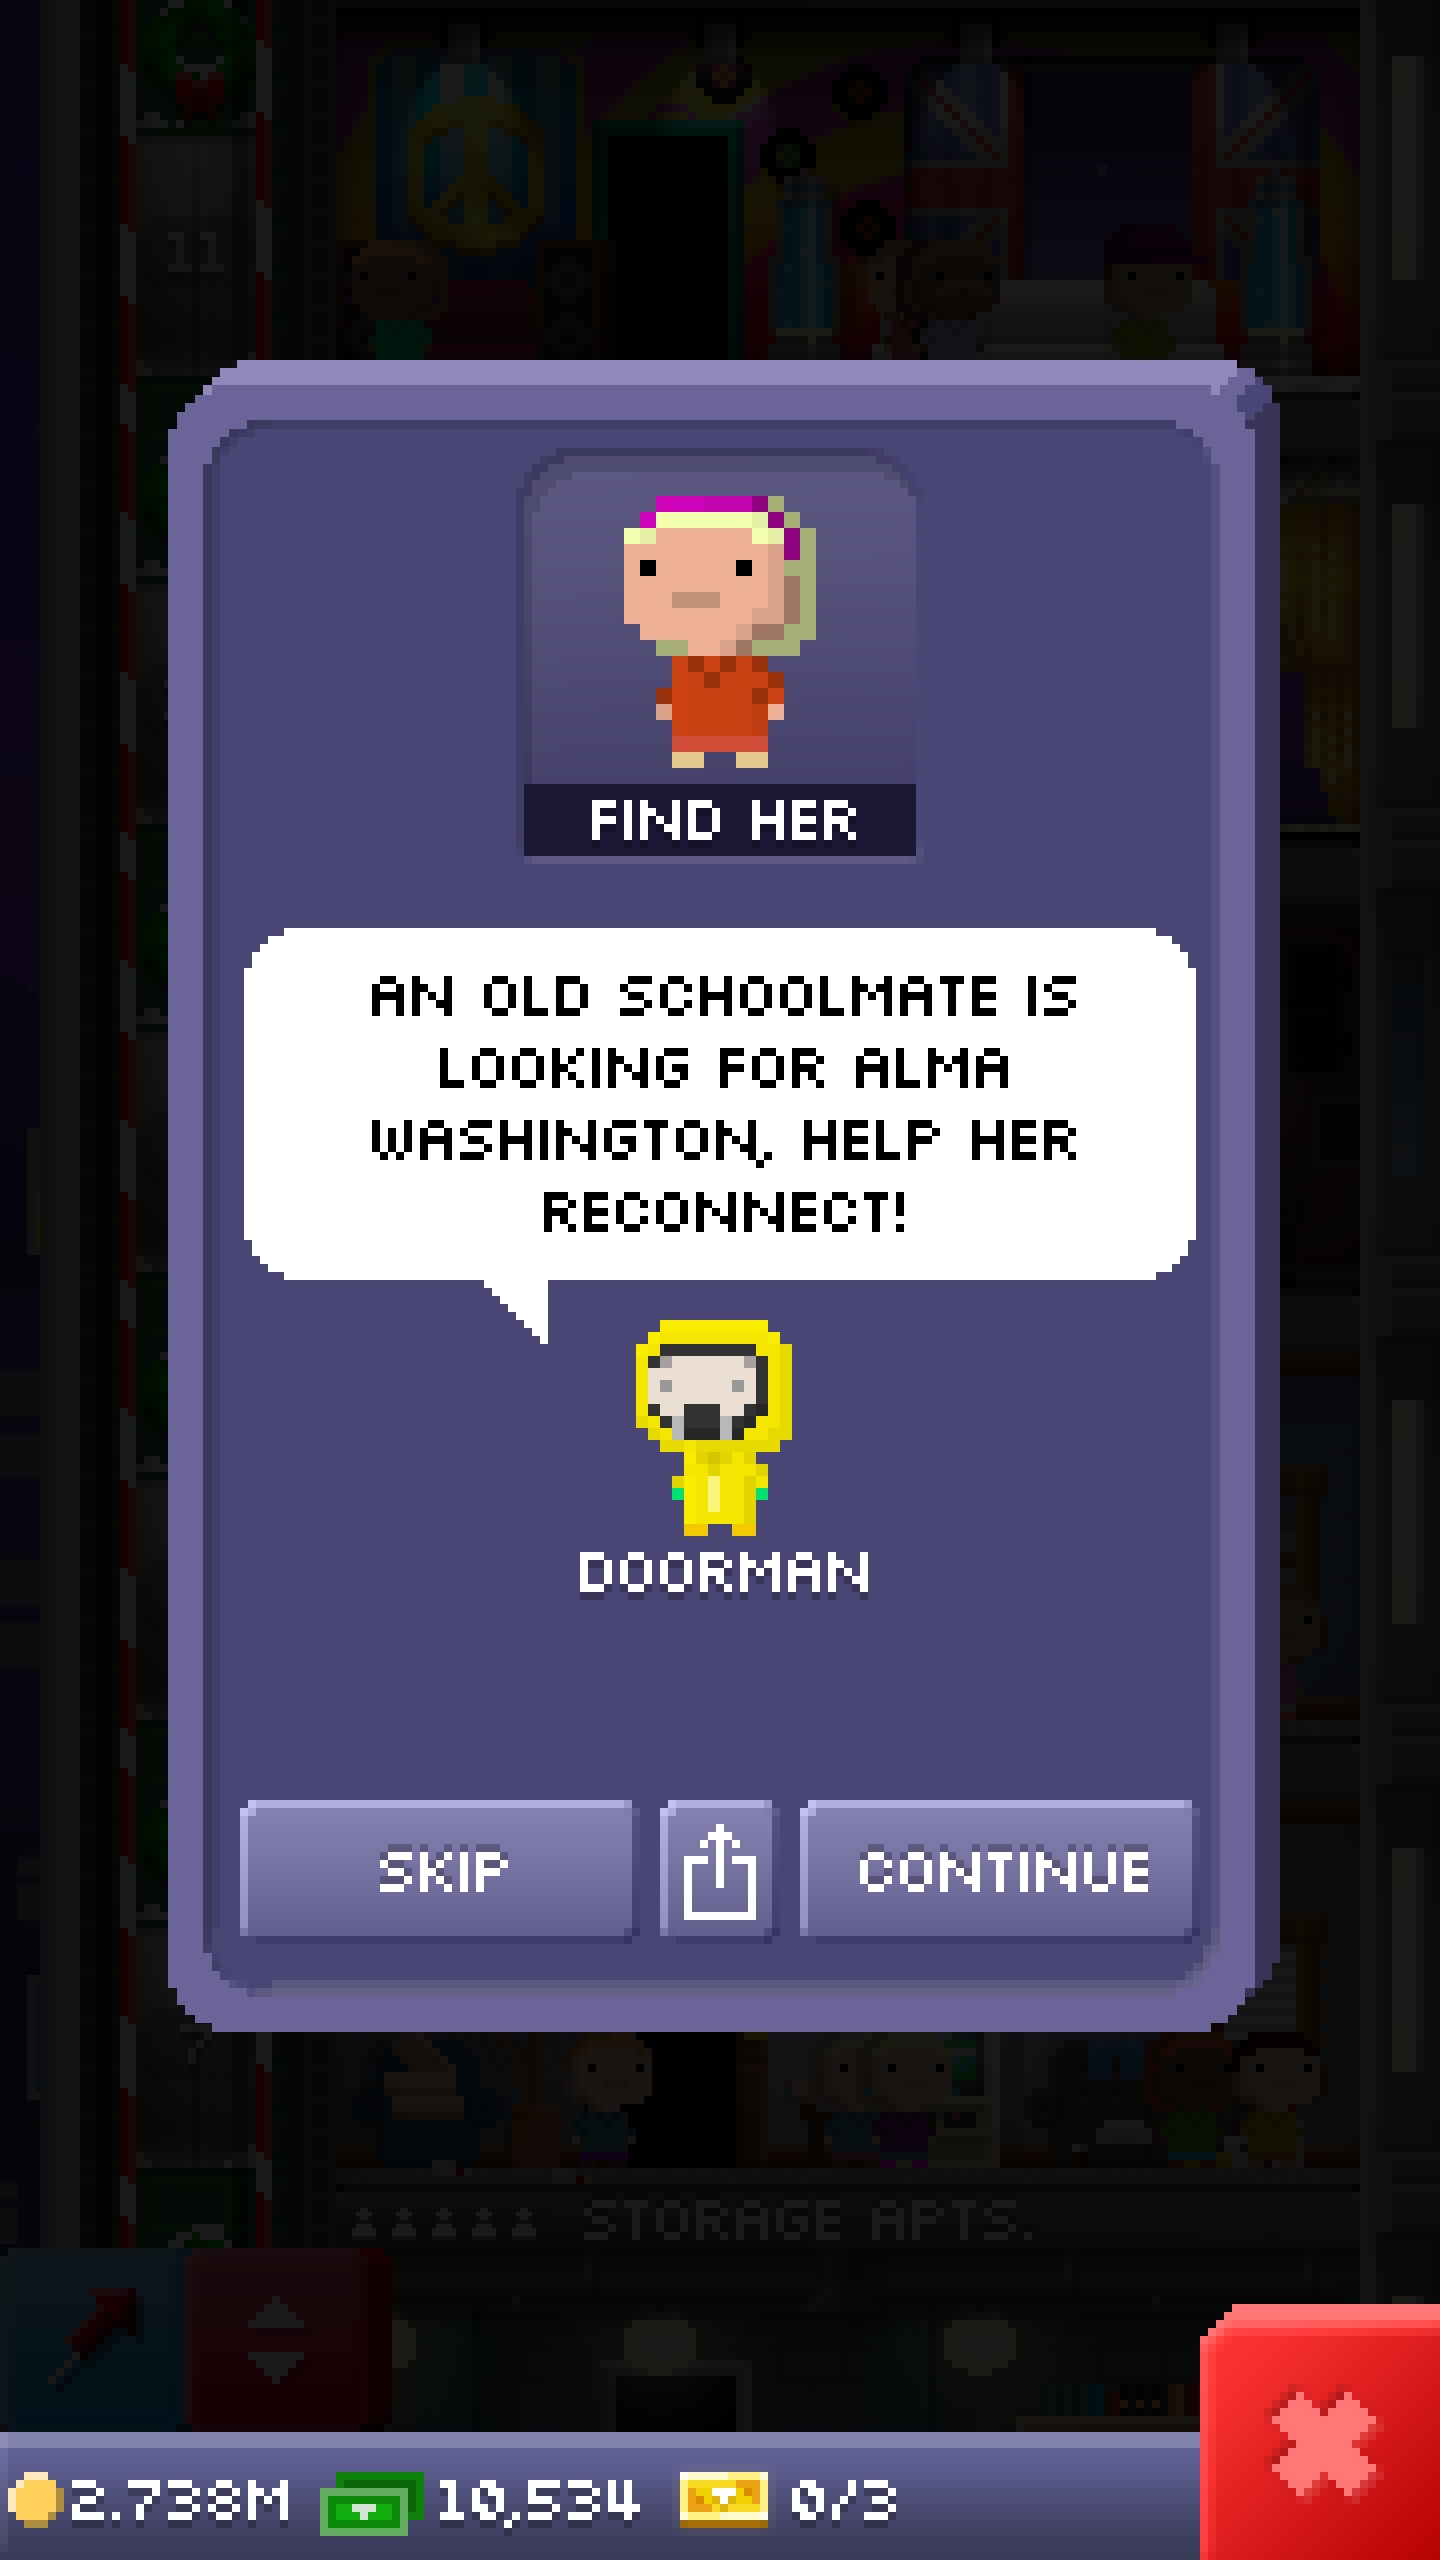 11
FIND HER
AN OLD SCHOOLMATE IS
LOOKING FOR ALMA
WASHINGTON, HELP HER
RECONNECT!
DOORMAN
SKIP
CONTINUE
STORAGE APTS.
2.738M 10,534 0/3